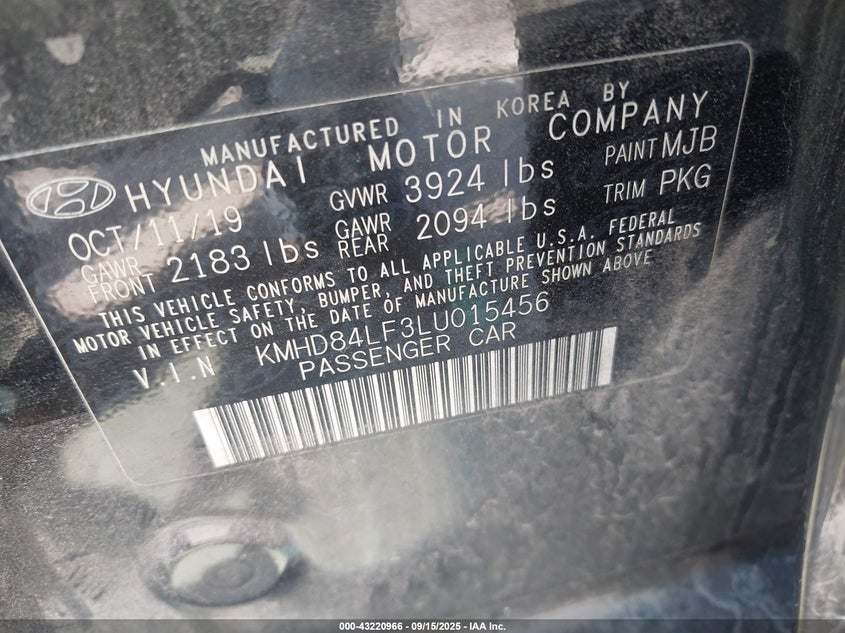 MANUFACTURED IN KOREA BY
HYUNDAI MOTOR COMPANY
OCT/11/19 GVWR 3924 lbs PAINT MJB
GAWR FRONT 2183 lbs GAWR REAR 2094 lbs TRIM PKG
THIS VEHICLE CONFORMS TO ALL APPLICABLE U.S.A. FEDERAL
MOTOR VEHICLE SAFETY, BUMPER, AND THEFT PREVENTION STANDARDS
IN EFFECT ON THE DATE OF MANUFACTURE SHOWN ABOVE
V.I.N KMHD84LF3LU015456
PASSENGER CAR
000-43220966 - 09/15/2025 - IAA Inc.